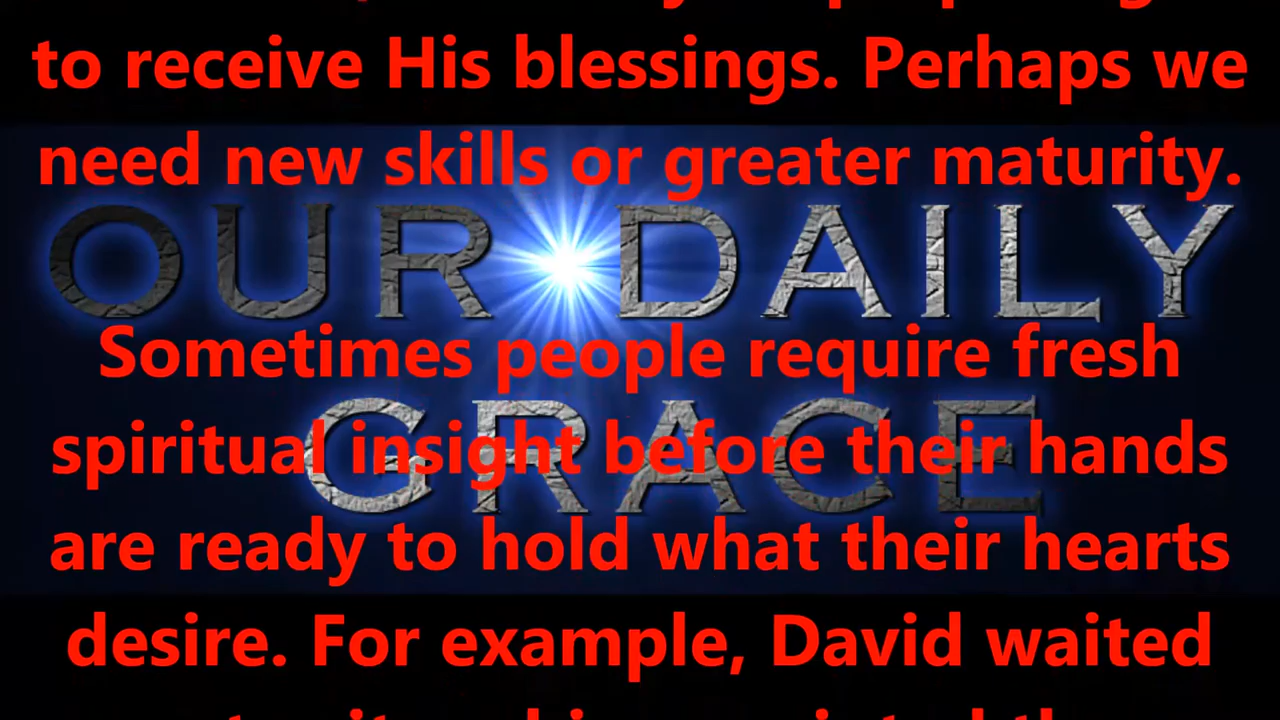 to receive His blessings. Perhaps we
need new skills or greater maturity.
OUR DAILY
Sometimes people require fresh
GRACE
spiritual insight before their hands
are ready to hold what their hearts
desire. For example, David waited